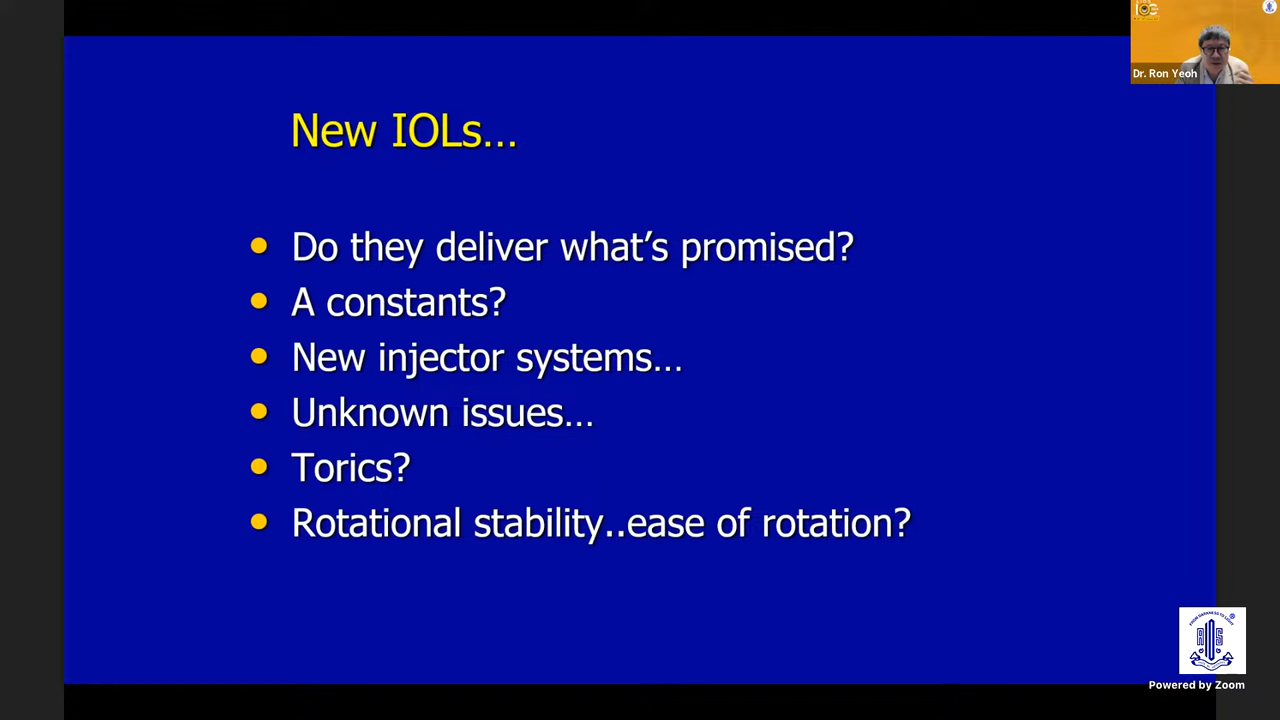 Dr. Ron Yeoh
New IOLs...
Do they deliver what's promised?
A constants?
New injector systems...
Unknown issues...
Torics?
Rotational stability..ease of rotation?
Powered by Zoom